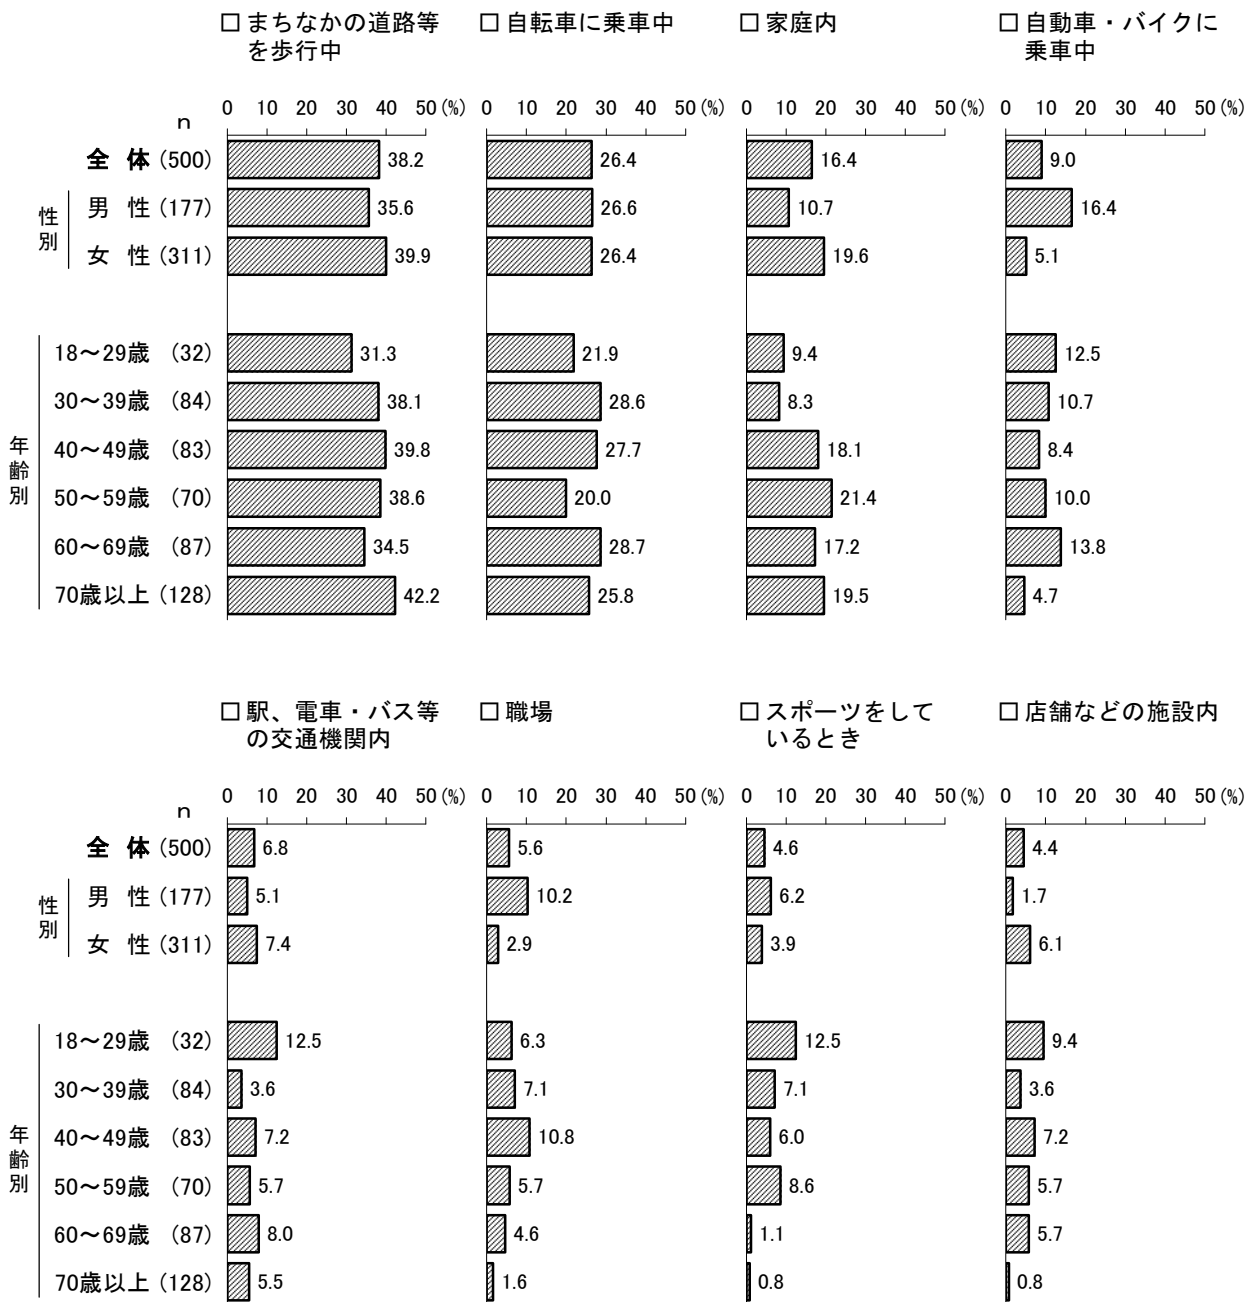 □ まちなかの道路等
を歩行中
□ 自転車に乗車中
□ 家庭内
□ 自動車・バイクに
乗車中
0 10 20 30 40 50(%)
0 10 20 30 40 50(%)
0 10 20 30 40 50(%)
0 10 20 30 40 50(%)
n
全 体(500) 38.2 26.4 16.4 9.0
性別
男 性(177) 35.6 26.6 10.7 16.4
女 性(311) 39.9 26.4 19.6 5.1
年齢別
18～29歳 (32) 31.3 21.9 9.4 12.5
30～39歳 (84) 38.1 28.6 8.3 10.7
40～49歳 (83) 39.8 27.7 18.1 8.4
50～59歳 (70) 38.6 20.0 21.4 10.0
60～69歳 (87) 34.5 28.7 17.2 13.8
70歳以上(128) 42.2 25.8 19.5 4.7
□ 駅、電車・バス等
の交通機関内
□ 職場
□ スポーツをして
いるとき
□ 店舗などの施設内
0 10 20 30 40 50(%)
0 10 20 30 40 50(%)
0 10 20 30 40 50(%)
0 10 20 30 40 50(%)
n
全 体(500) 6.8 5.6 4.6 4.4
性別
男 性(177) 5.1 10.2 6.2 1.7
女 性(311) 7.4 2.9 3.9 6.1
年齢別
18～29歳 (32) 12.5 6.3 12.5 9.4
30～39歳 (84) 3.6 7.1 7.1 3.6
40～49歳 (83) 7.2 10.8 6.0 7.2
50～59歳 (70) 5.7 5.7 8.6 5.7
60～69歳 (87) 8.0 4.6 1.1 5.7
70歳以上(128) 5.5 1.6 0.8 0.8